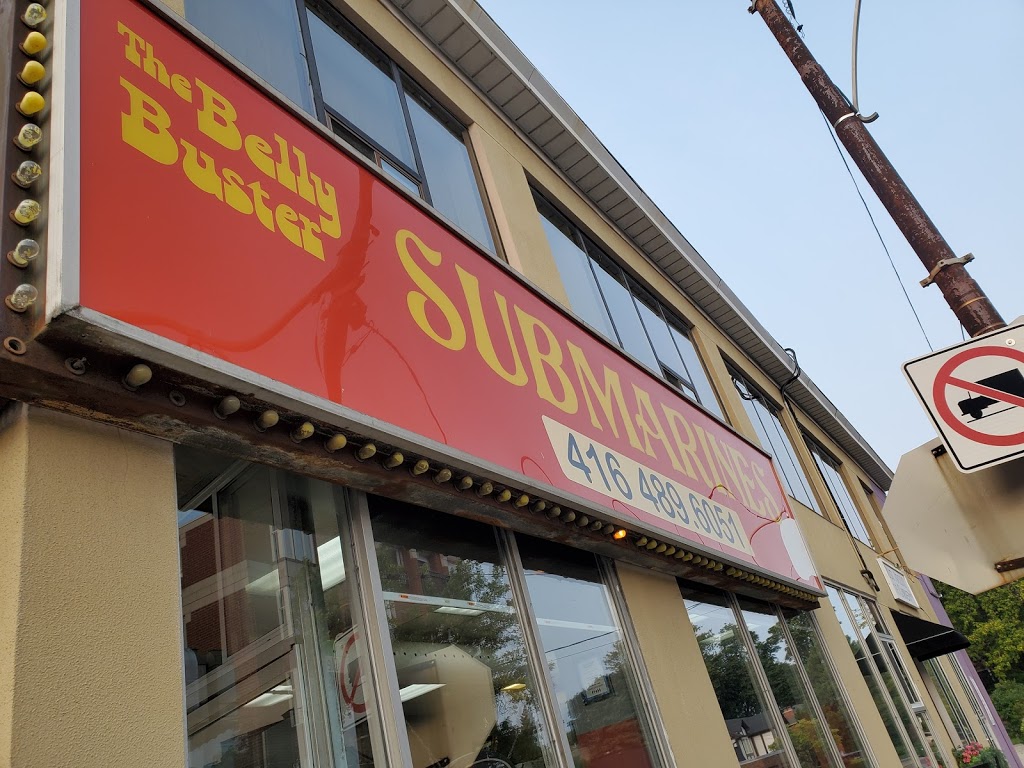 The Belly
Buster
SUBMARINES
416 489.6051